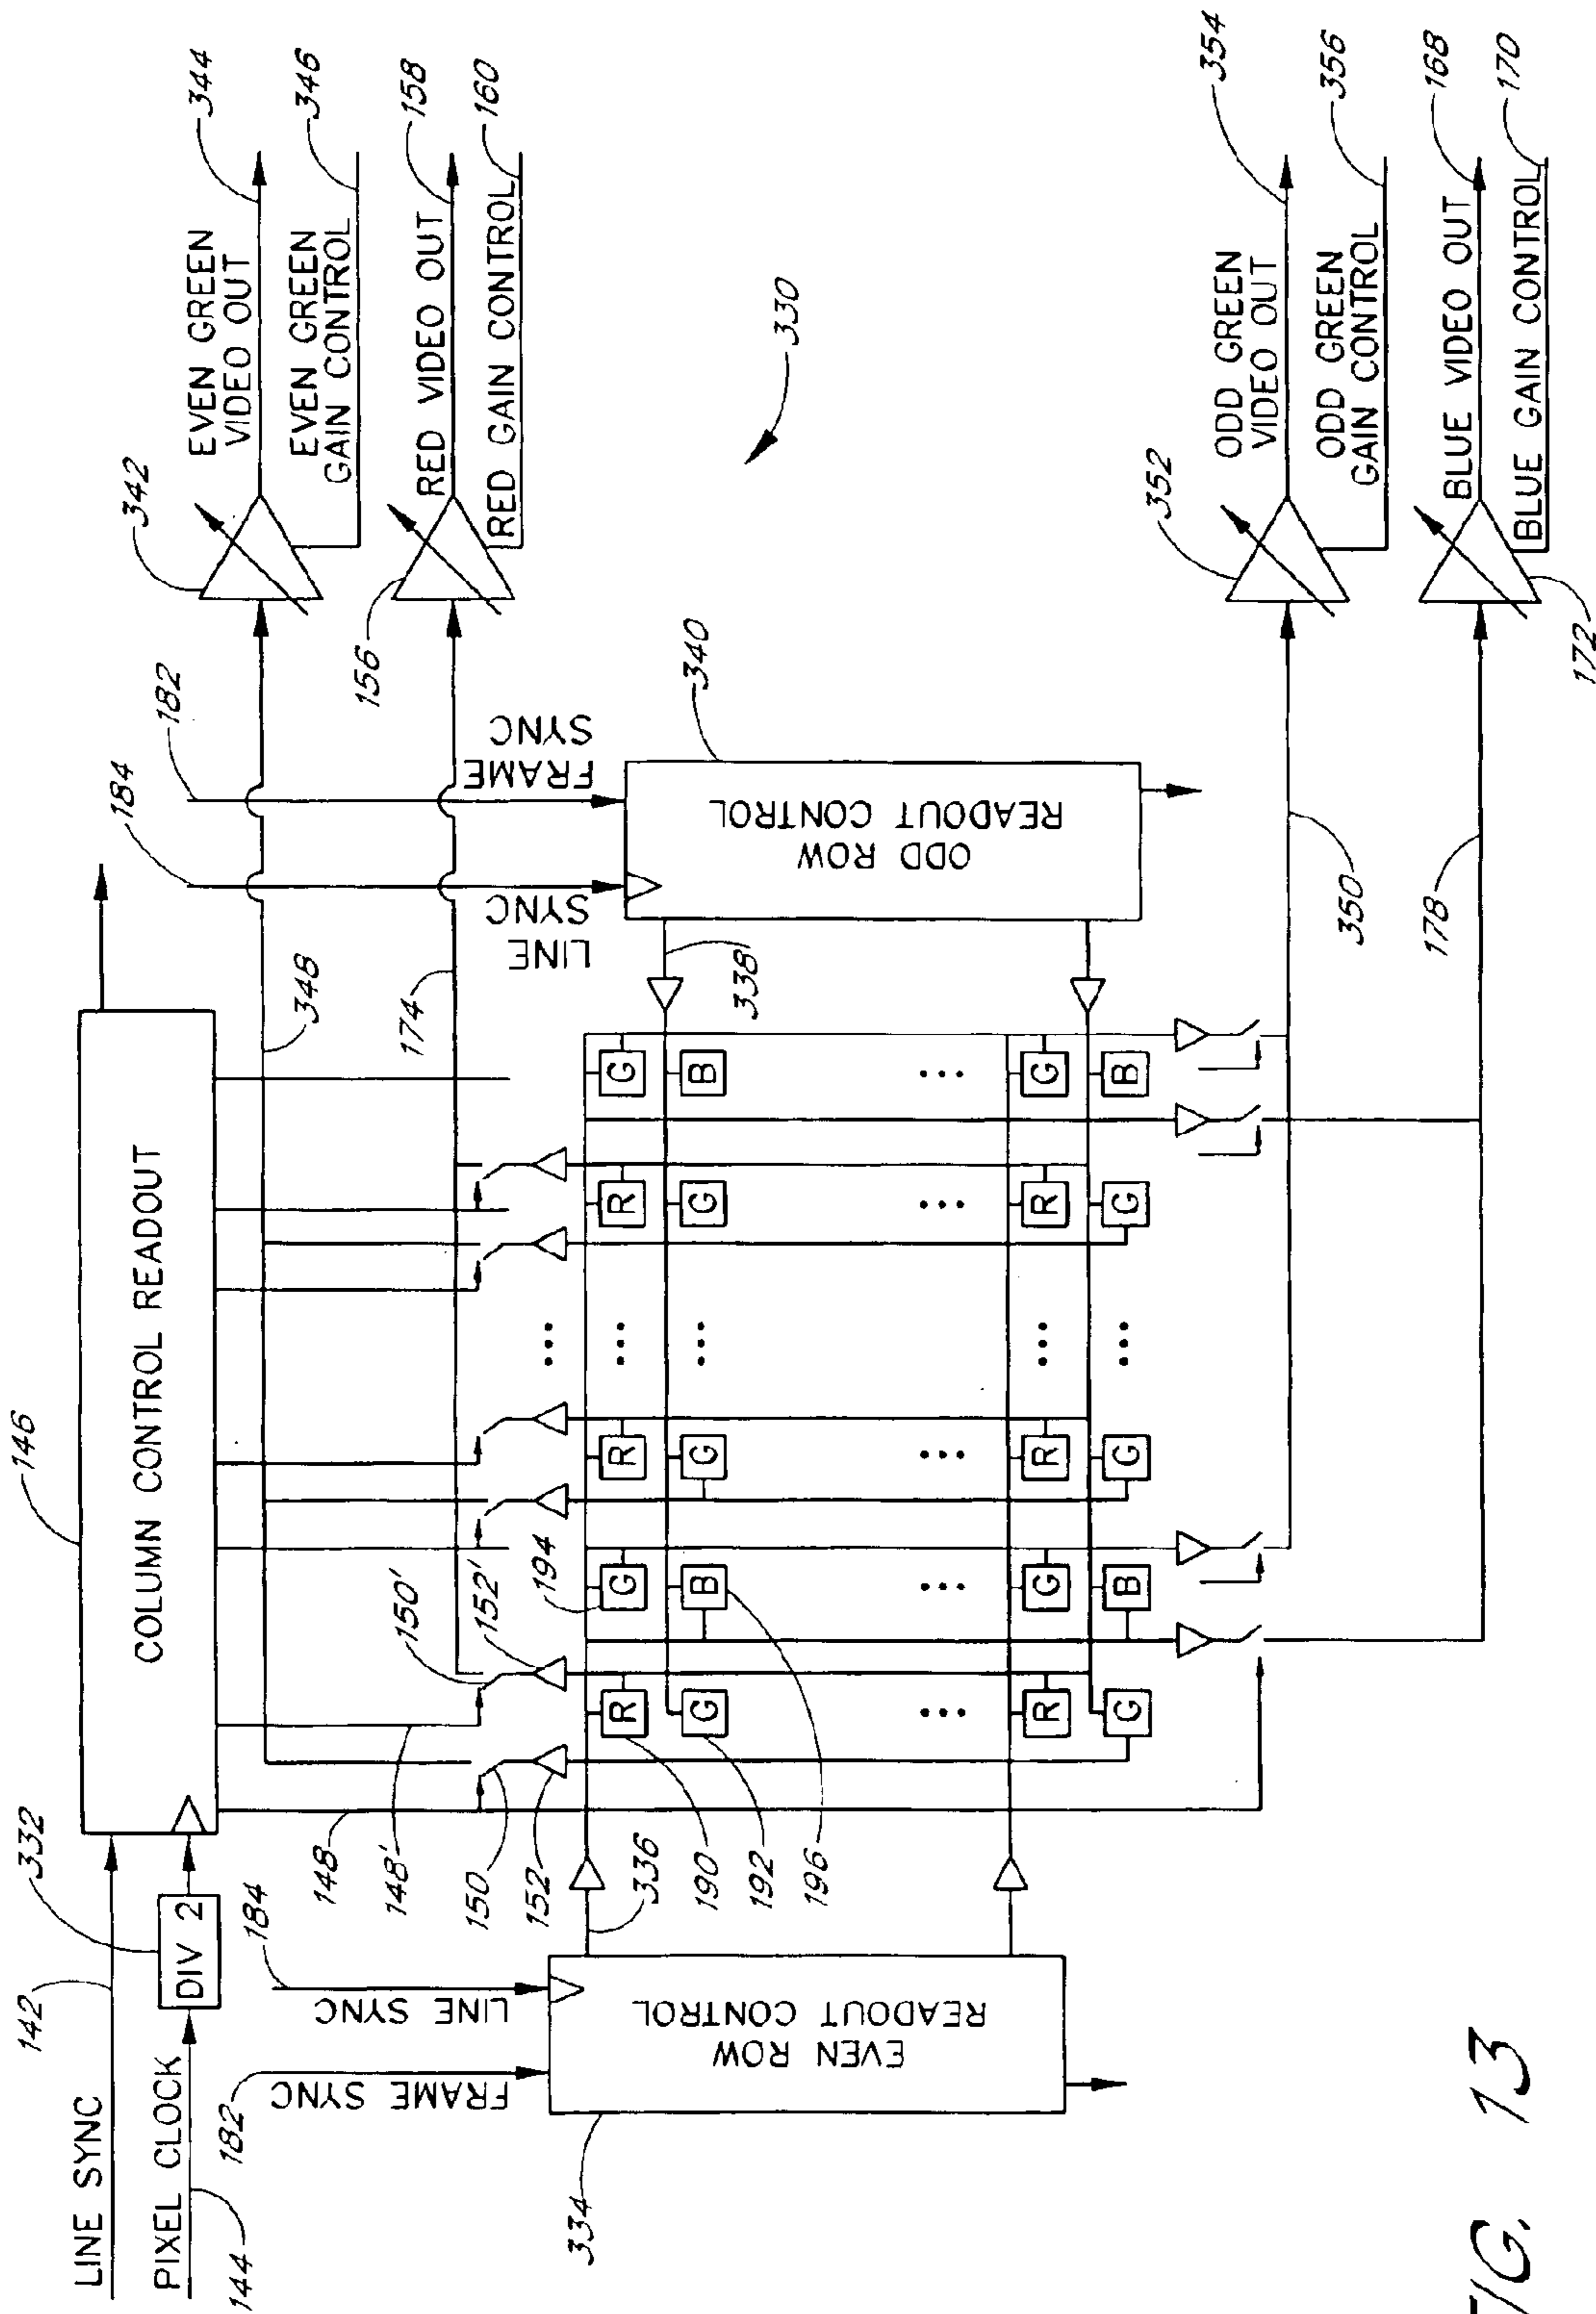 LINE SYNC
142
PIXEL CLOCK
144
DIV 2
332
146
COLUMN CONTROL READOUT
EVEN GREEN
VIDEO OUT
344
342
EVEN GREEN
GAIN CONTROL
346
348
RED VIDEO OUT
158
156
RED GAIN CONTROL
160
174
182
184
FRAME
SYNC
LINE
SYNC
182
FRAME SYNC
184
LINE SYNC
148
148'
150
152
150'
152'
194
334
EVEN ROW
READOUT CONTROL
336
190
192
196
338
340
ODD ROW
READOUT CONTROL
R G R ... R G
G B G ... G B
... ... ... ... ...
R G R ... R G
G B G ... G B
330
ODD GREEN
VIDEO OUT
354
352
ODD GREEN
GAIN CONTROL
356
350
BLUE VIDEO OUT
168
172
BLUE GAIN CONTROL
170
178
FIG. 13